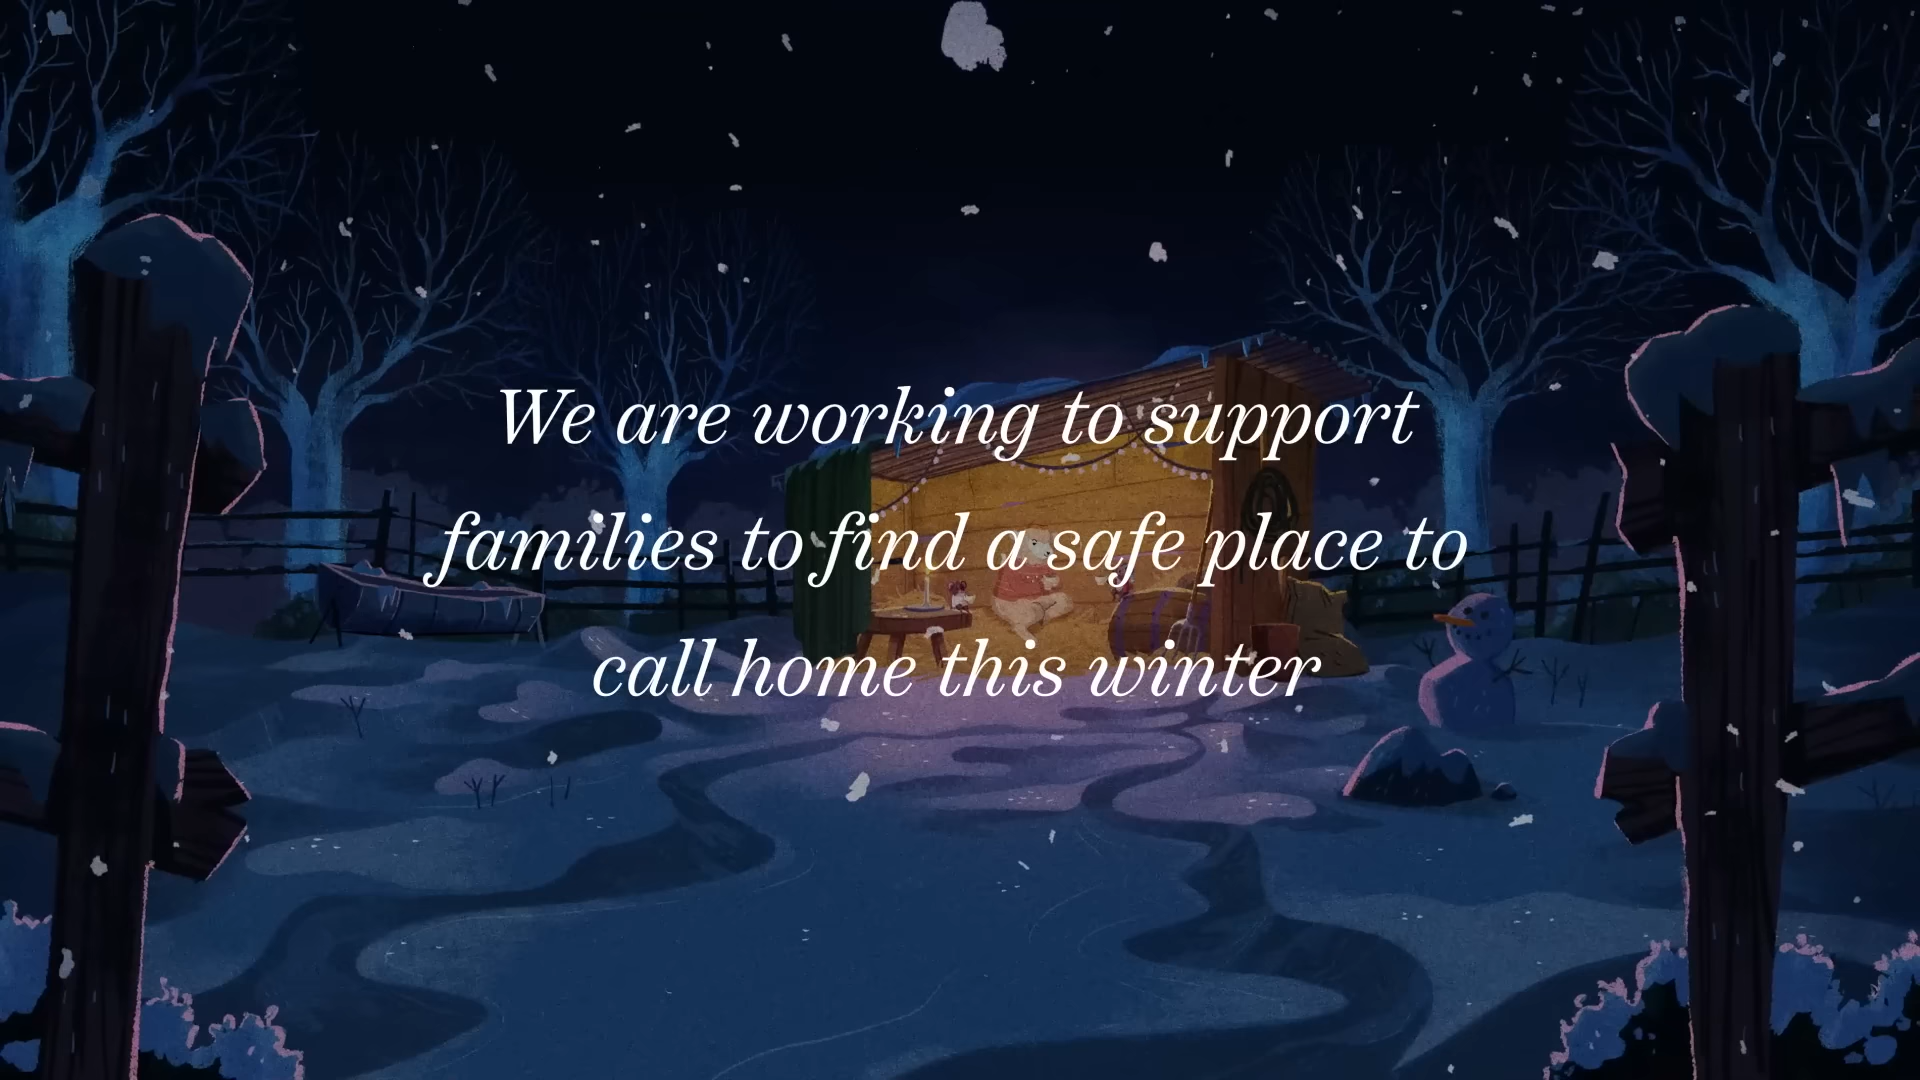 We are working to support
families to find a safe place to
call home this winter